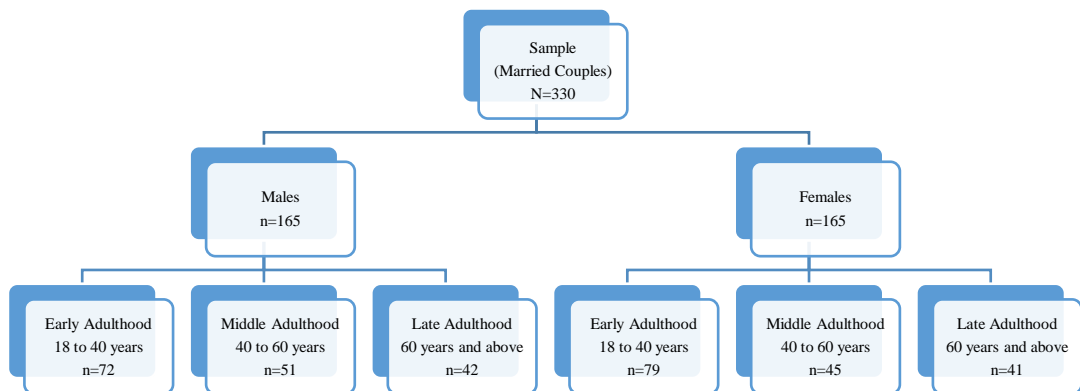 Sample
(Married Couples)
N=330
Males
n=165
Females
n=165
Early Adulthood
18 to 40 years
n=72
Middle Adulthood
40 to 60 years
n=51
Late Adulthood
60 years and above
n=42
Early Adulthood
18 to 40 years
n=79
Middle Adulthood
40 to 60 years
n=45
Late Adulthood
60 years and above
n=41